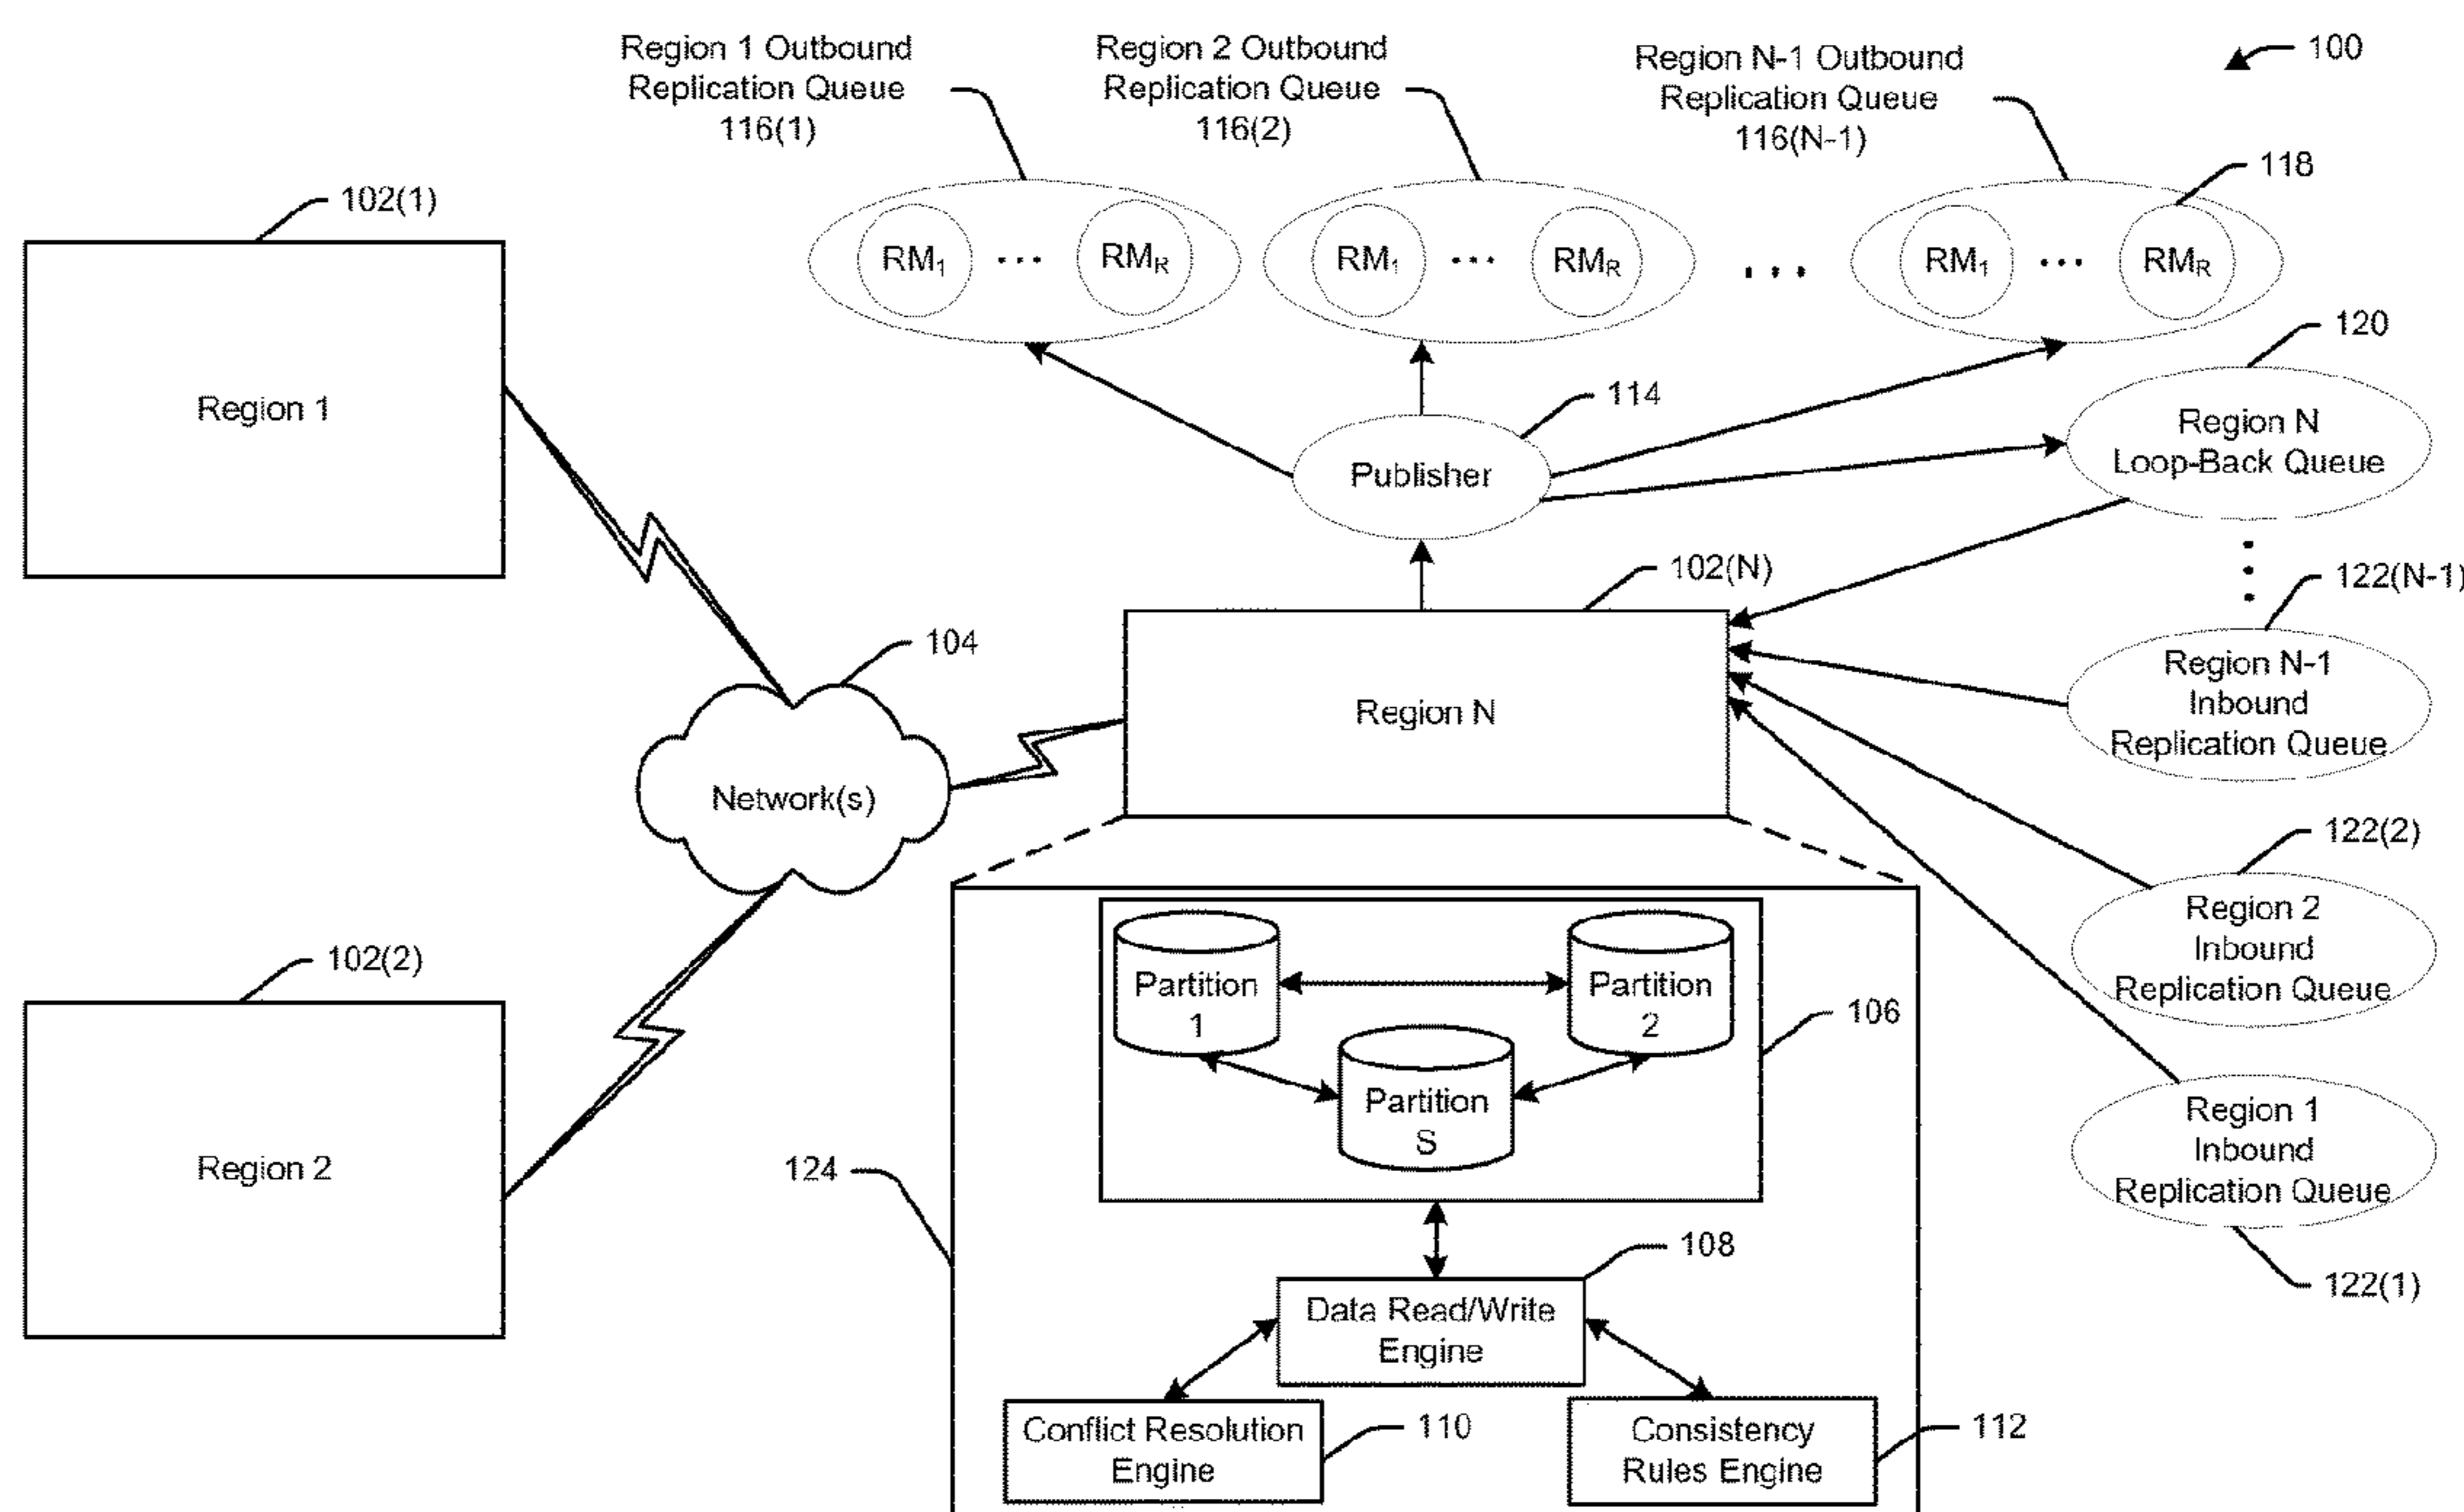 Region 1 Outbound
Replication Queue
116(1)
Region 2 Outbound
Replication Queue
116(2)
Region N-1 Outbound
Replication Queue
116(N-1)
100
118
102(1)
RM1 ... RMR
RM1 ... RMR
...
RM1 ... RMR
120
Region 1
114
Publisher
Region N
Loop-Back Queue
102(N)
122(N-1)
104
Region N-1
Inbound
Replication Queue
Region N
Network(s)
122(2)
Region 2
Inbound
Replication Queue
102(2)
Partition
1
Partition
2
106
Partition
S
Region 1
Inbound
Replication Queue
Region 2
124
108
122(1)
Data Read/Write
Engine
Conflict Resolution
Engine
110
Consistency
Rules Engine
112